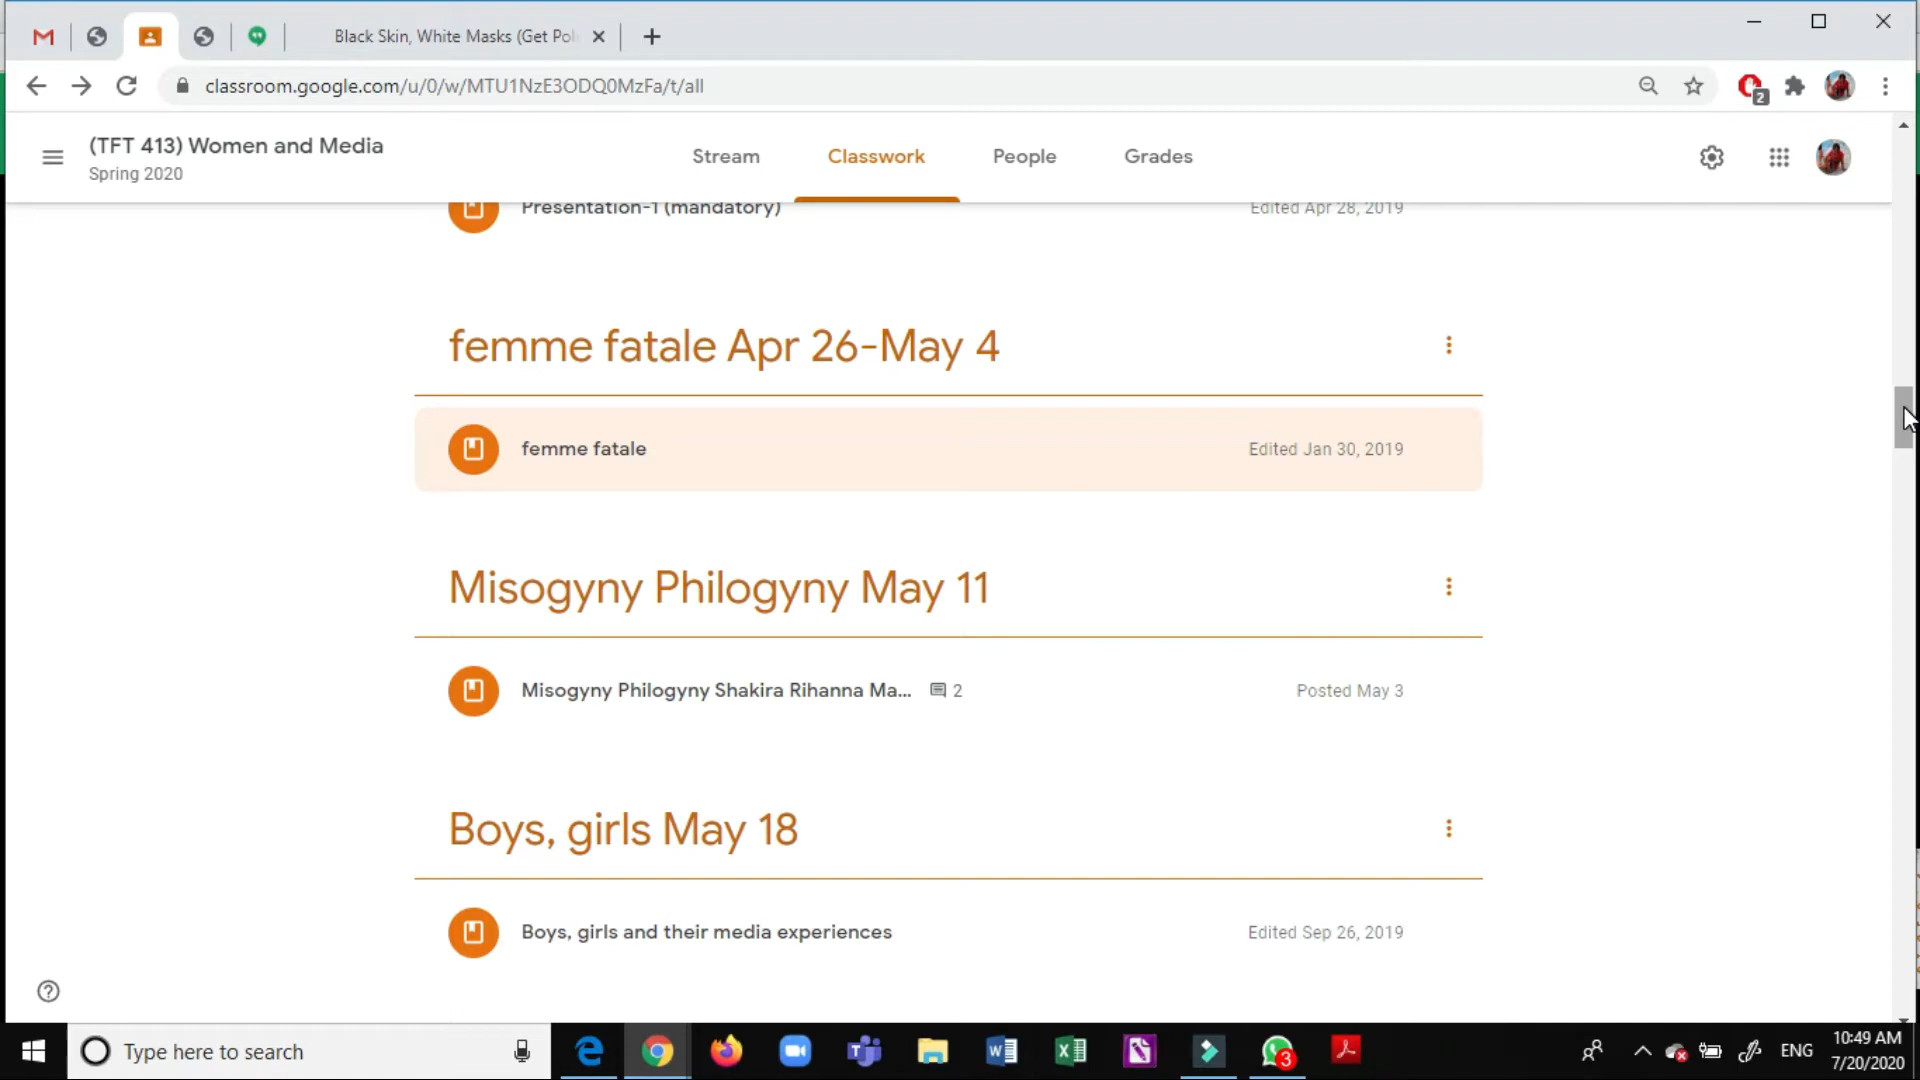 Black Skin, White Masks (Get Pol
classroom.google.com/u/0/w/MTU1NzE3ODQ0MzFa/t/all
2
(TFT 413) Women and Media
Spring 2020
Stream
Classwork
People
Grades
Presentation-1 (mandatory)
Edited Apr 28, 2019
femme fatale Apr 26-May 4
femme fatale
Edited Jan 30, 2019
Misogyny Philogyny May 11
Misogyny Philogyny Shakira Rihanna Ma...
2
Posted May 3
Boys, girls May 18
Boys, girls and their media experiences
Edited Sep 26, 2019
Type here to search
3
ENG
10:49 AM
7/20/2020